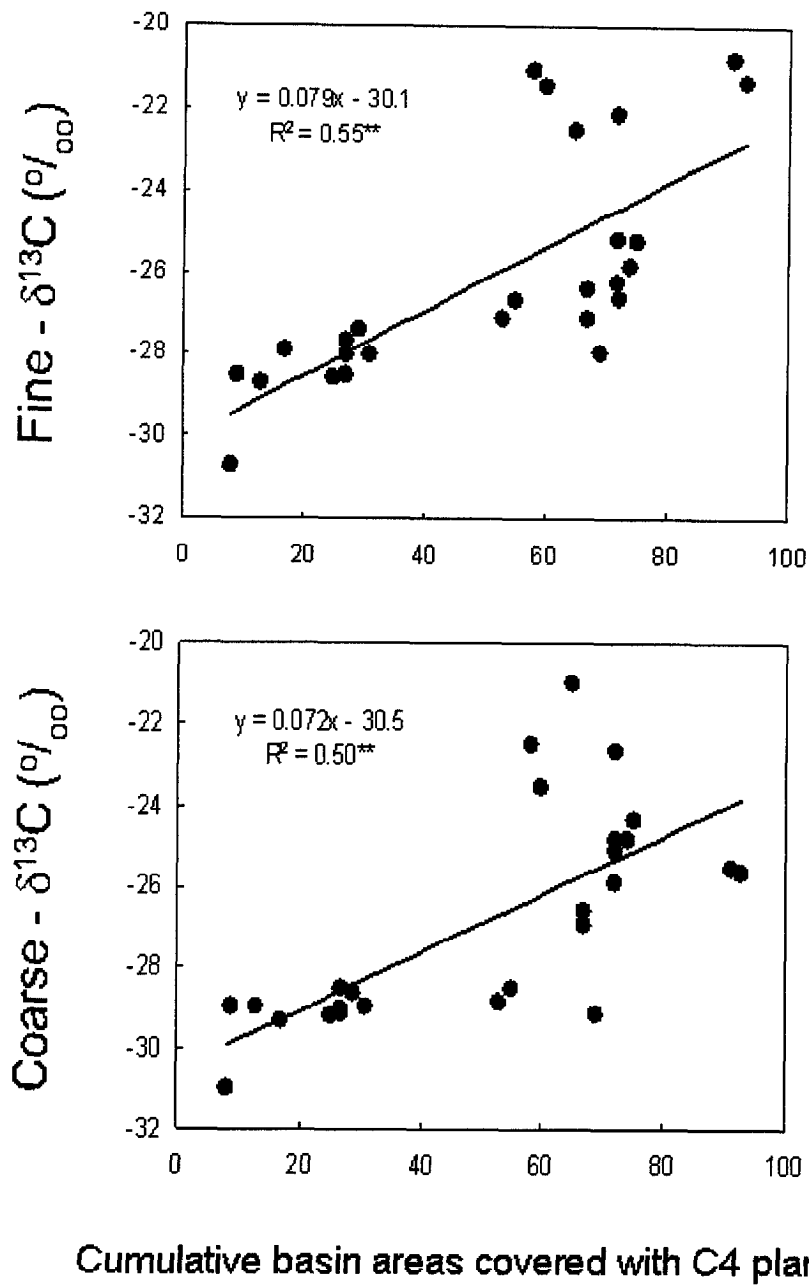 -20
-22
-24
-26
-28
-30
-32
Fine - δ¹³C (º/ₒₒ)
y = 0.079x - 30.1
R² = 0.55**
0 20 40 60 80 100
-20
-22
-24
-26
-28
-30
-32
Coarse - δ¹³C (º/ₒₒ)
y = 0.072x - 30.5
R² = 0.50**
0 20 40 60 80 100
Cumulative basin areas covered with C4 plan